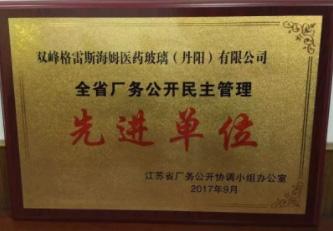 双峰格雷斯海姆医药玻璃（丹阳）有限公司
全省厂务公开民主管理
先进单位
江苏省厂务公开协调小组办公室
2017年9月